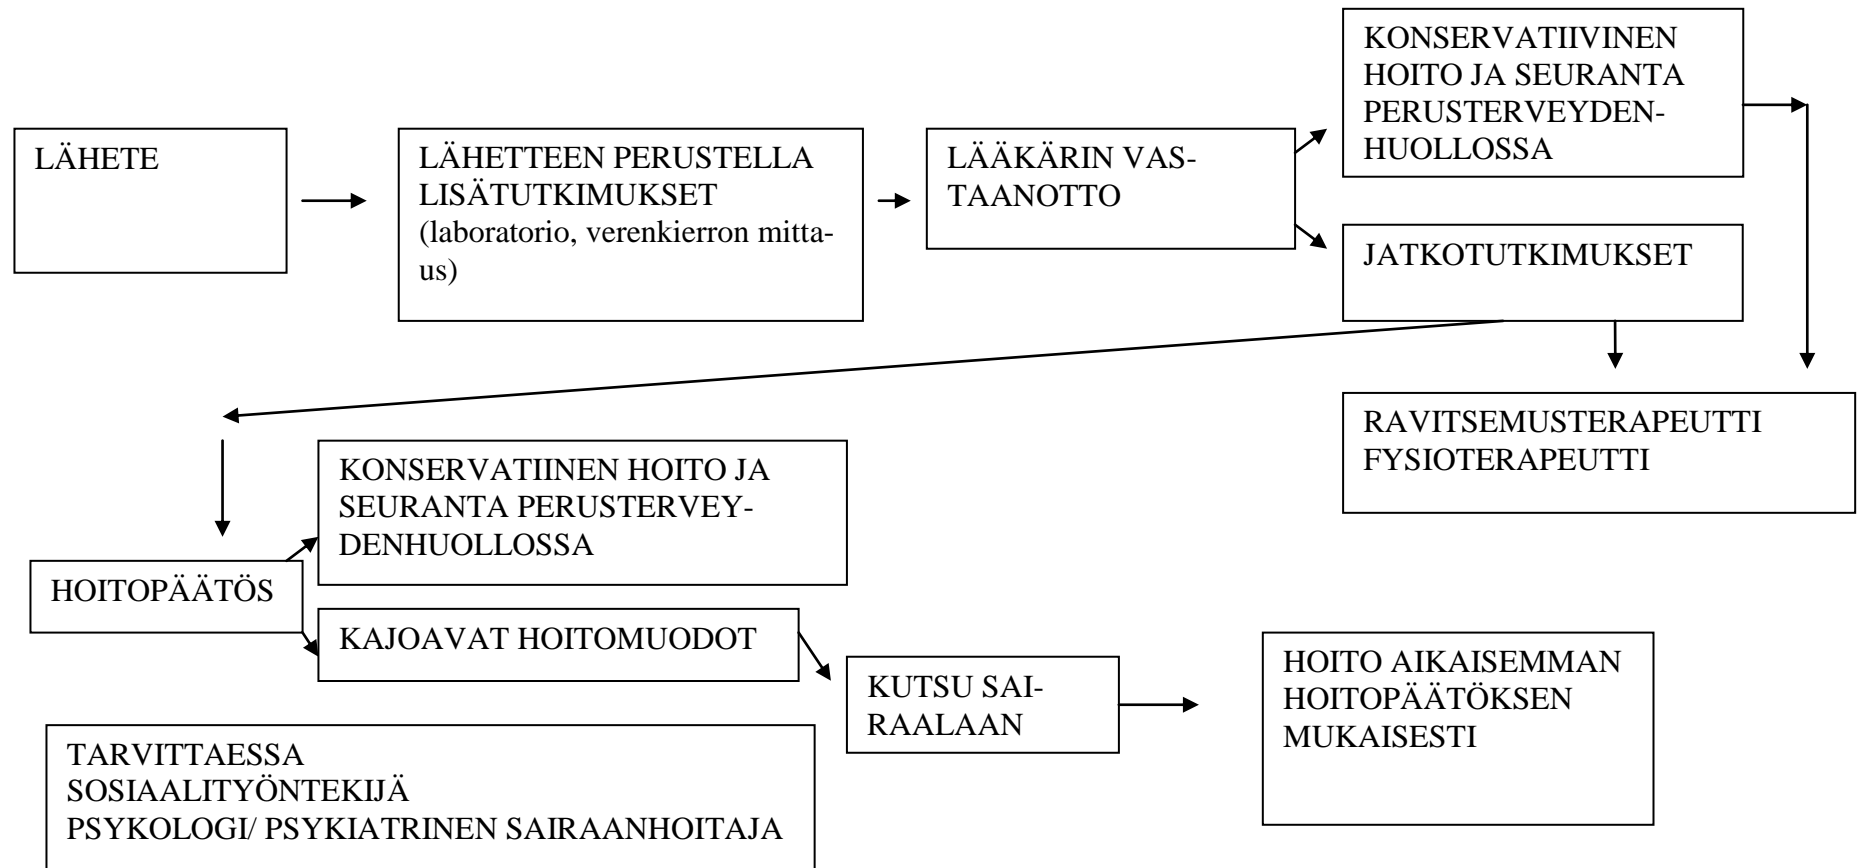 LÄHETE
LÄHETTEEN PERUSTELLA
LISÄTUTKIMUKSET
(laboratorio, verenkierron mitta-
us)
LÄÄKÄRIN VAS-
TAANOTTO
KONSERVATIIVINEN
HOITO JA SEURANTA
PERUSTERVEYDEN-
HUOLLOSSA
JATKOTUTKIMUKSET
RAVITSEMUSTERAPEUTTI
FYSIOTERAPEUTTI
HOITOPÄÄTÖS
KONSERVATIINEN HOITO JA
SEURANTA PERUSTERVEY-
DENHUOLLOSSA
KAJOAVAT HOITOMUODOT
KUTSU SAI-
RAALAAN
HOITO AIKAISEMMAN
HOITOPÄÄTÖKSEN
MUKAISESTI
TARVITTAESSA
SOSIAALITYÖNTEKIJÄ
PSYKOLOGI/ PSYKIATRINEN SAIRAANHOITAJA